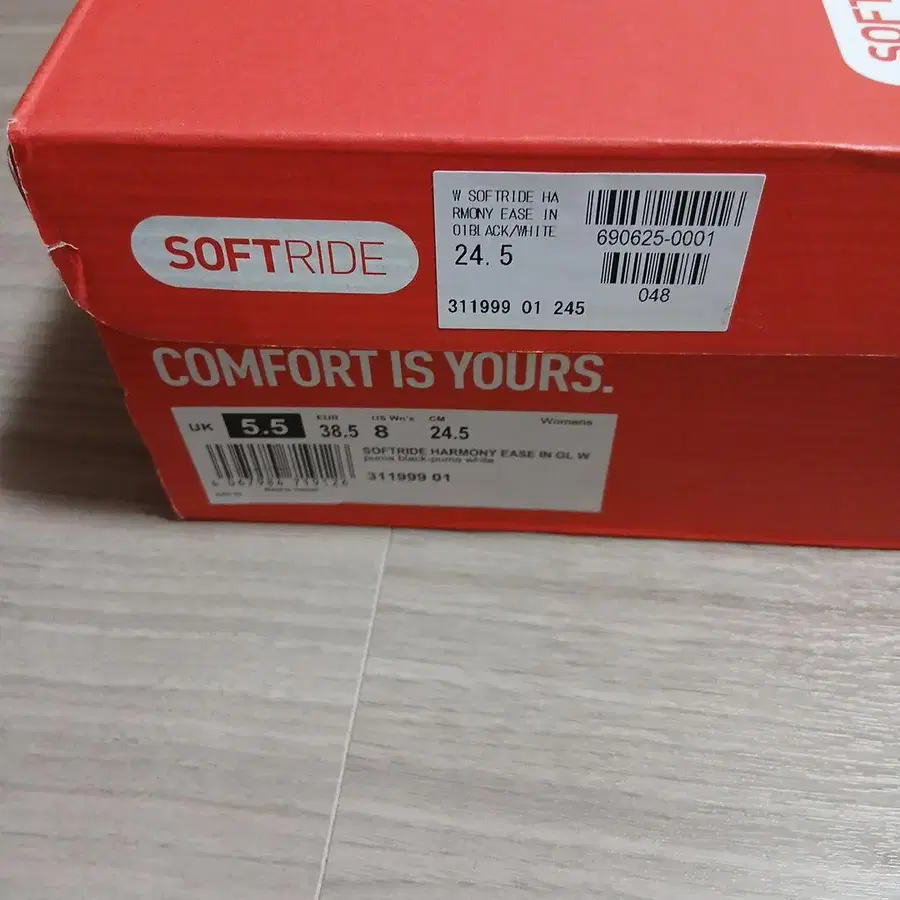 SOFT
W SOFTRIDE HA
RMONY EASE IN
01BLACK/WHITE
24.5
690625-0001
048
311999 01 245
SOFTRIDE
COMFORT IS YOURS.
UK 5.5 EUR 38.5 US Wn's 8 CM 24.5 Womens
SOFTRIDE HARMONY EASE IN GL W
puma black-puma white
311999 01